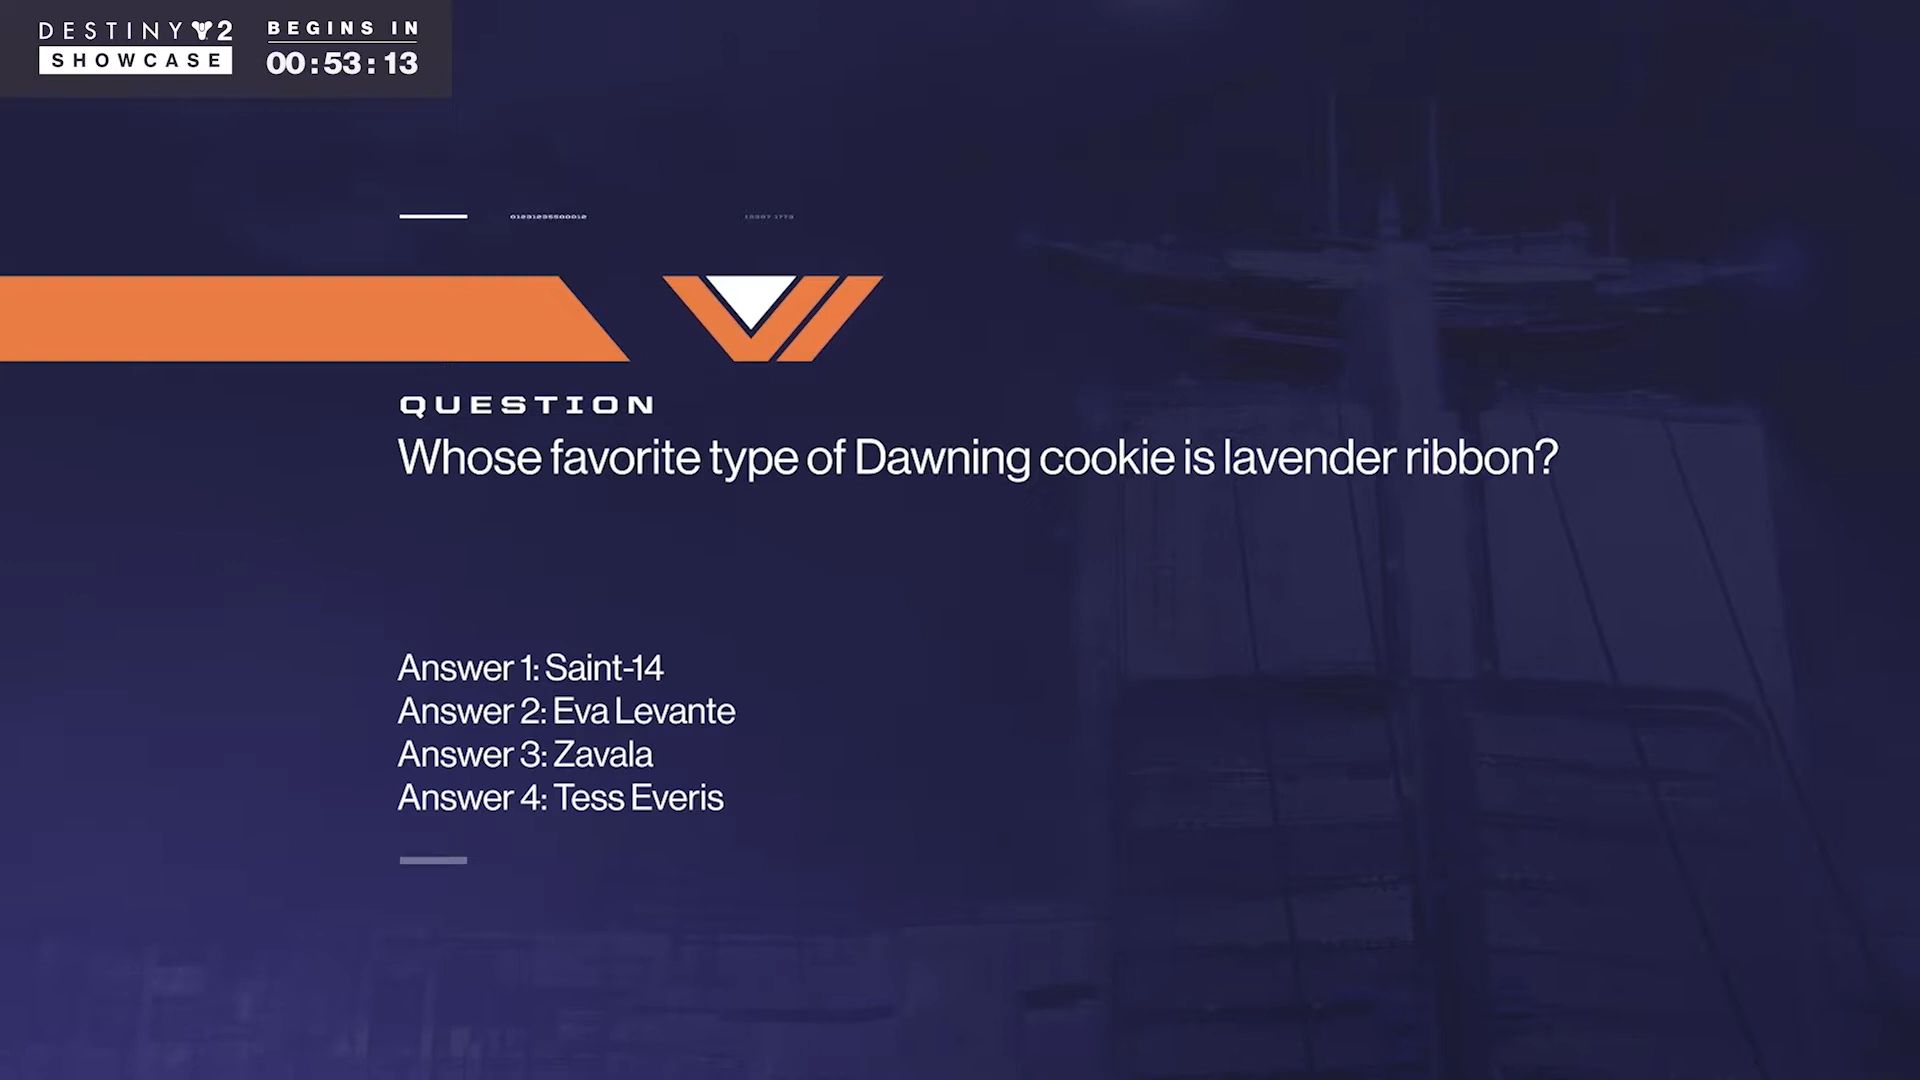 DESTINY 2
SHOWCASE
BEGINS IN
00:53:13
QUESTION
Whose favorite type of Dawning cookie is lavender ribbon?
Answer 1: Saint-14
Answer 2: Eva Levante
Answer 3: Zavala
Answer 4: Tess Everis